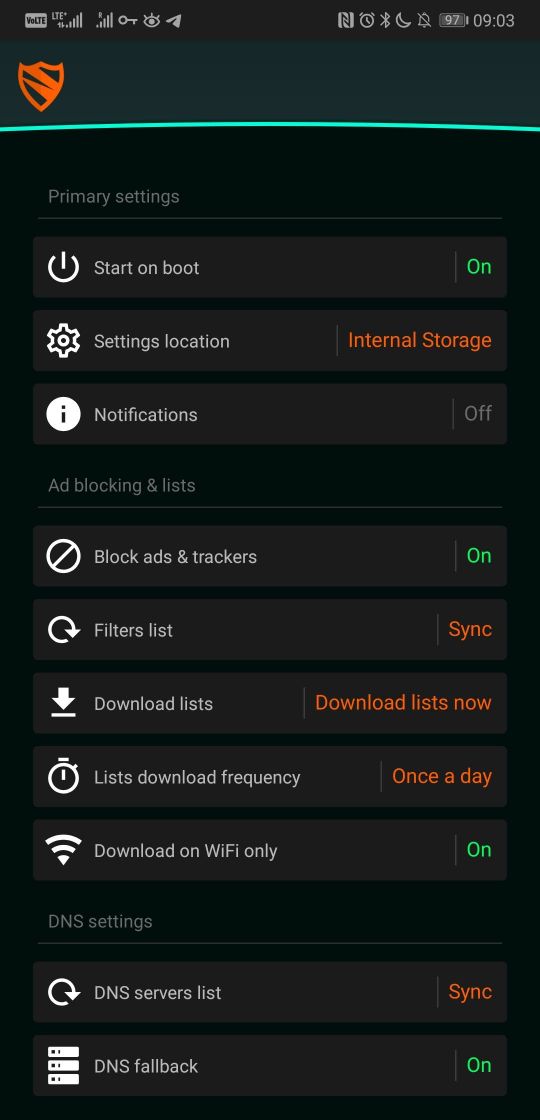 VoLTE LTE+ R 97 09:03
Primary settings
Start on boot On
Settings location Internal Storage
Notifications Off
Ad blocking & lists
Block ads & trackers On
Filters list Sync
Download lists Download lists now
Lists download frequency Once a day
Download on WiFi only On
DNS settings
DNS servers list Sync
DNS fallback On